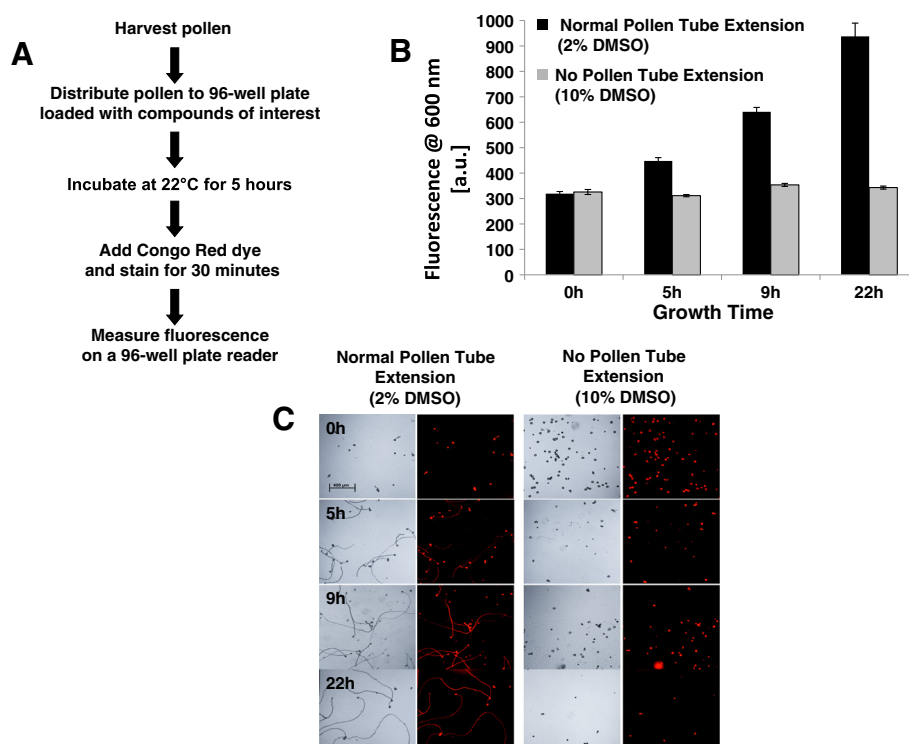 A
Harvest pollen
Distribute pollen to 96-well plate
loaded with compounds of interest
Incubate at 22°C for 5 hours
Add Congo Red dye
and stain for 30 minutes
Measure fluorescence
on a 96-well plate reader
B
Fluorescence @ 600 nm
[a.u.]
1000
900
800
700
600
500
400
300
200
100
0
Normal Pollen Tube Extension
(2% DMSO)
No Pollen Tube Extension
(10% DMSO)
0h 5h 9h 22h
Growth Time
C
Normal Pollen Tube
Extension
(2% DMSO)
No Pollen Tube
Extension
(10% DMSO)
0h
400 µm
5h
9h
22h